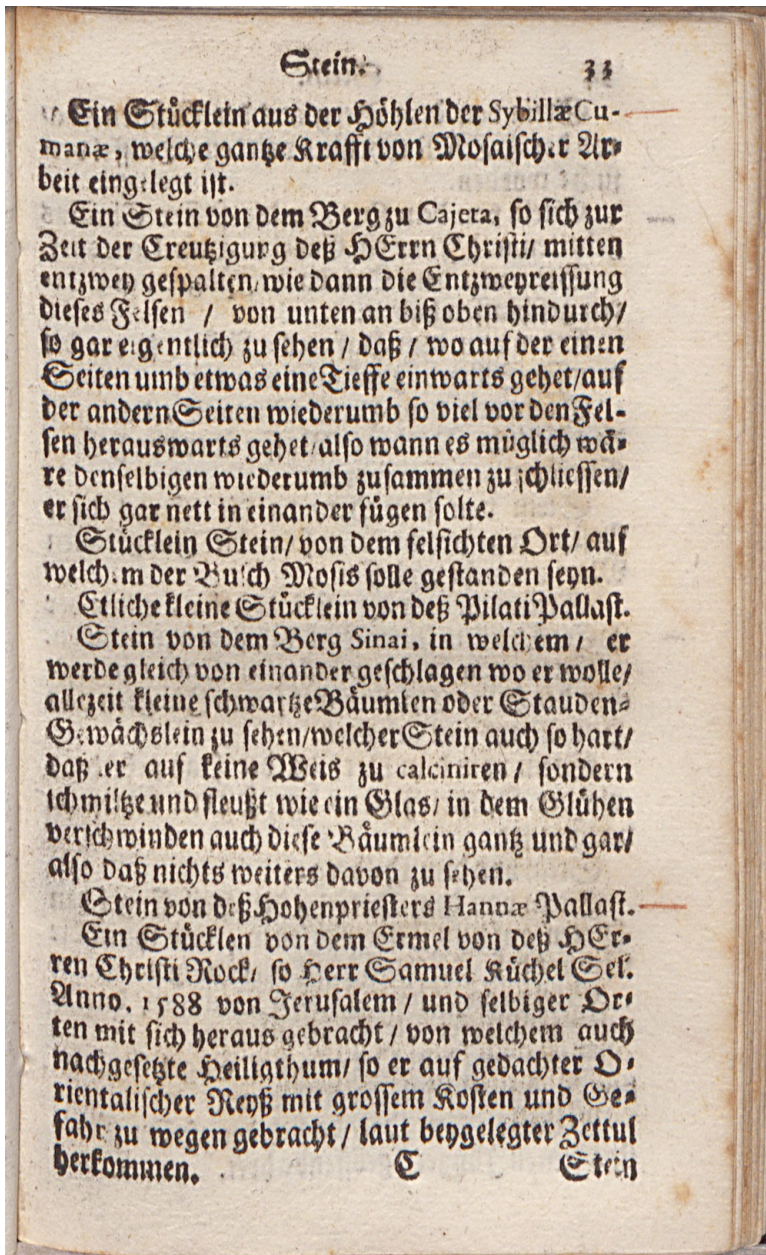 Stein. 33
Ein Stücklein aus der Höhlen der Sybillæ Cu-
manæ, welche gantze Krafft von Mosaischer Ar-
beit eingelegt ist.
Ein Stein von dem Berg zu Cajeta, so sich zur
Zeit der Creutzigung deß HErrn Christi/ mitten
entzwey gespalten/ wie dann die Entzweyreissung
dieses Felsen / von unten an biß oben hindurch/
so gar eigentlich zu sehen / daß / wo auf der einen
Seiten umb etwas eine Tieffe einwarts gehet/ auf
der andern Seiten wiederumb so viel vor den Fel-
sen herauswarts gehet/ also wann es müglich wä-
re denselbigen wiederumb zusammen zu schliessen/
er sich gar nett in einander fügen solte.
Stücklein Stein/ von dem felsichten Ort/ auf
welchem der Busch Mosis solle gestanden seyn.
Etliche kleine Stücklein von deß Pilati Pallast.
Stein von dem Berg Sinai, in welchem / er
werde gleich von einander geschlagen wo er wolle/
allezeit kleine schwartze Bäumlen oder Stauden-
Gewächslein zu sehen/ welcher Stein auch so hart/
daß er auf keine Weis zu calciniren / sondern
schmiltze und fleußt wie ein Glas/ in dem Glühen
verschwinden auch diese Bäumlein gantz und gar/
also daß nichts weiters davon zu sehen.
Stein von deß Hohenpriesters Hannæ Pallast.
Ein Stücklen von dem Ermel von deß HEr-
ren Christi Rock/ so Herr Samuel Küchel Sel.
Anno. 1588 von Jerusalem / und selbiger Or-
ten mit sich heraus gebracht / von welchem auch
nachgesetzte Heiligthum/ so er auf gedachter O-
rientalischer Reyß mit grossem Kosten und Ge-
fahr zu wegen gebracht / laut beygelegter Zettul
herkommen. C Stein